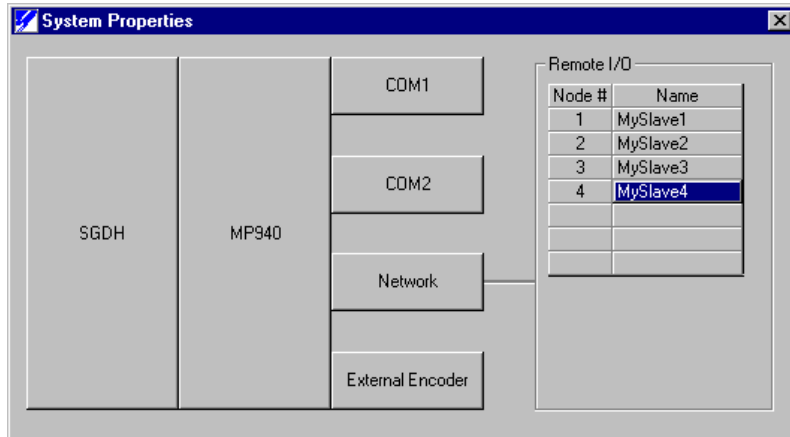 System Properties
SGDH
MP940
COM1
COM2
Network
External Encoder
Remote I/O
Node # Name
1 MySlave1
2 MySlave2
3 MySlave3
4 MySlave4